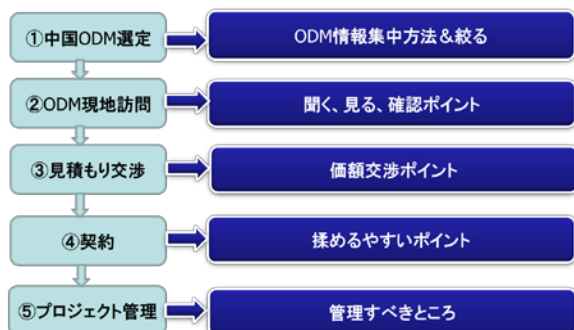 ①中国ODM選定
ODM情報集中方法&絞る
②ODM現地訪問
聞く、見る、確認ポイント
③見積もり交渉
価額交渉ポイント
④契約
揉めるやすいポイント
⑤プロジェクト管理
管理すべきところ